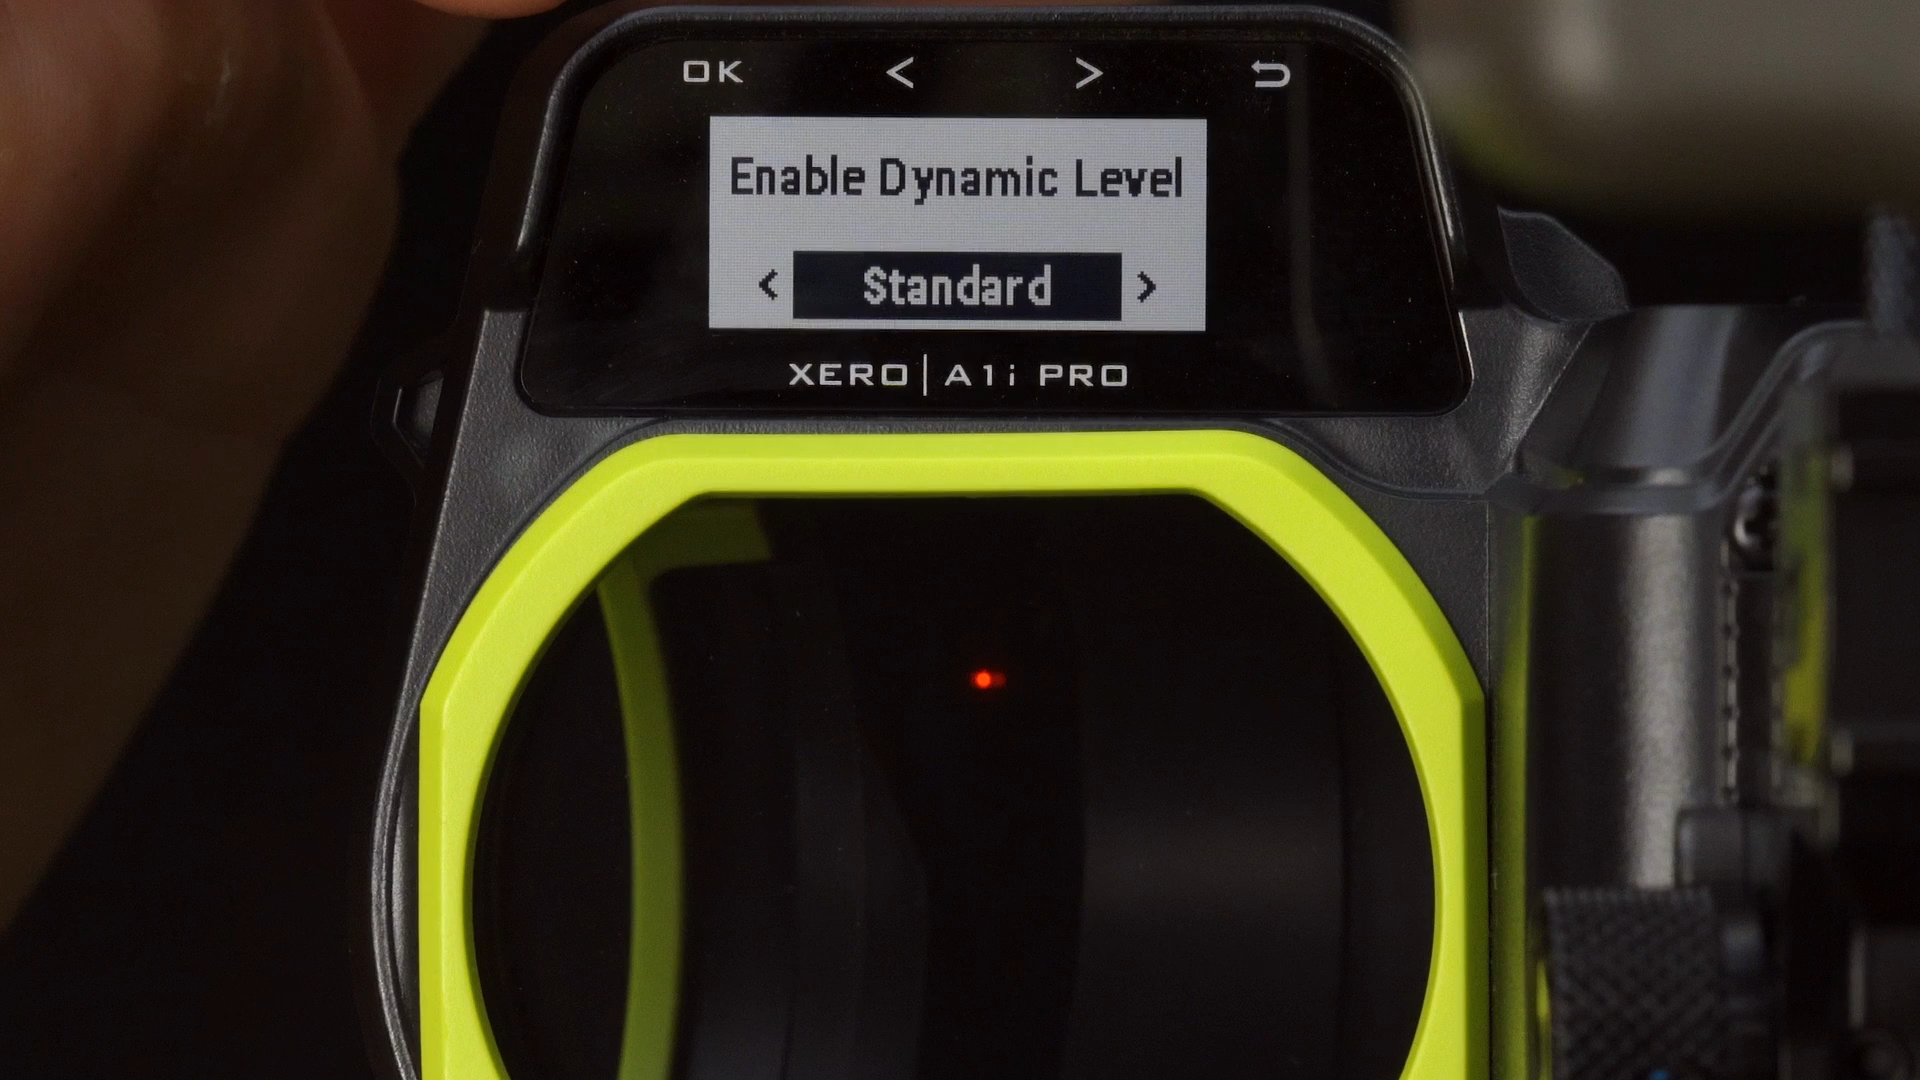 OK < >
Enable Dynamic Level
< Standard >
XERO | A1i PRO